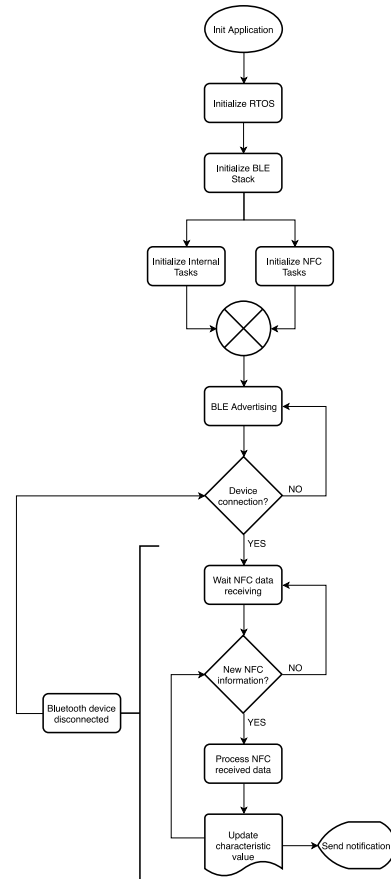 Init Application
Initialize RTOS
Initialize BLE
Stack
Initialize Internal
Tasks
Initialize NFC
Tasks
BLE Advertising
Device
connection?
NO
YES
Wait NFC data
receiving
New NFC
information?
NO
YES
Bluetooth device
disconnected
Process NFC
received data
Update
characteristic
value
Send notification